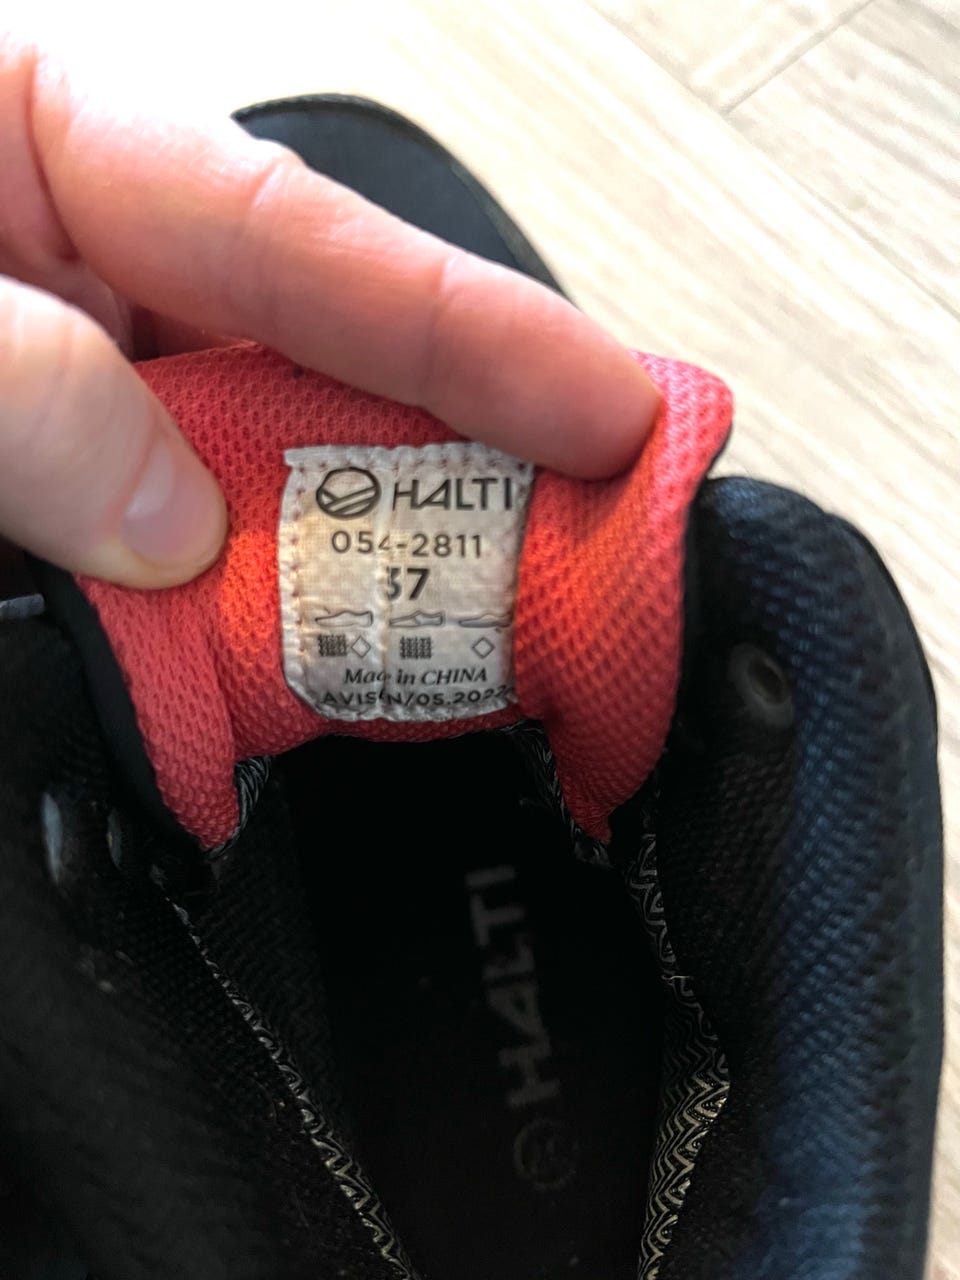 HALTI
054-2811
37
Made in CHINA
HALTI